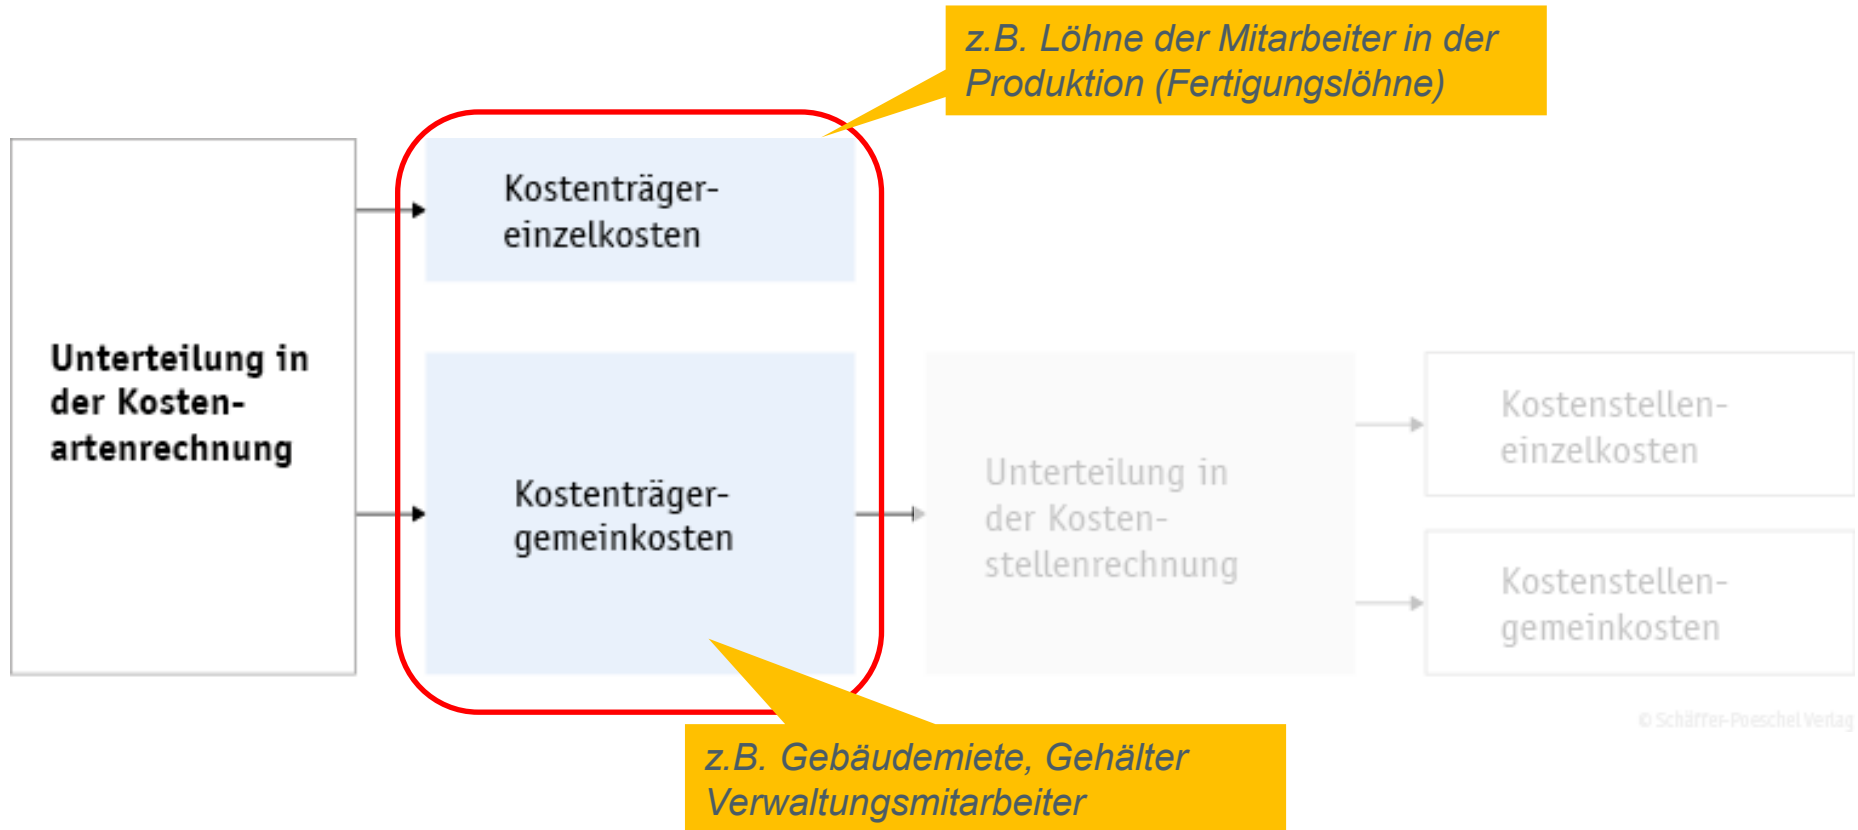 z.B. Löhne der Mitarbeiter in der
Produktion (Fertigungslöhne)
Kostenträger-
einzelkosten
Unterteilung in
der Kosten-
artenrechnung
Kostenträger-
gemeinkosten
Unterteilung in
der Kosten-
stellenrechnung
Kostenstellen-
einzelkosten
Kostenstellen-
gemeinkosten
© Schäffer-Poeschel Verlag
z.B. Gebäudemiete, Gehälter
Verwaltungsmitarbeiter